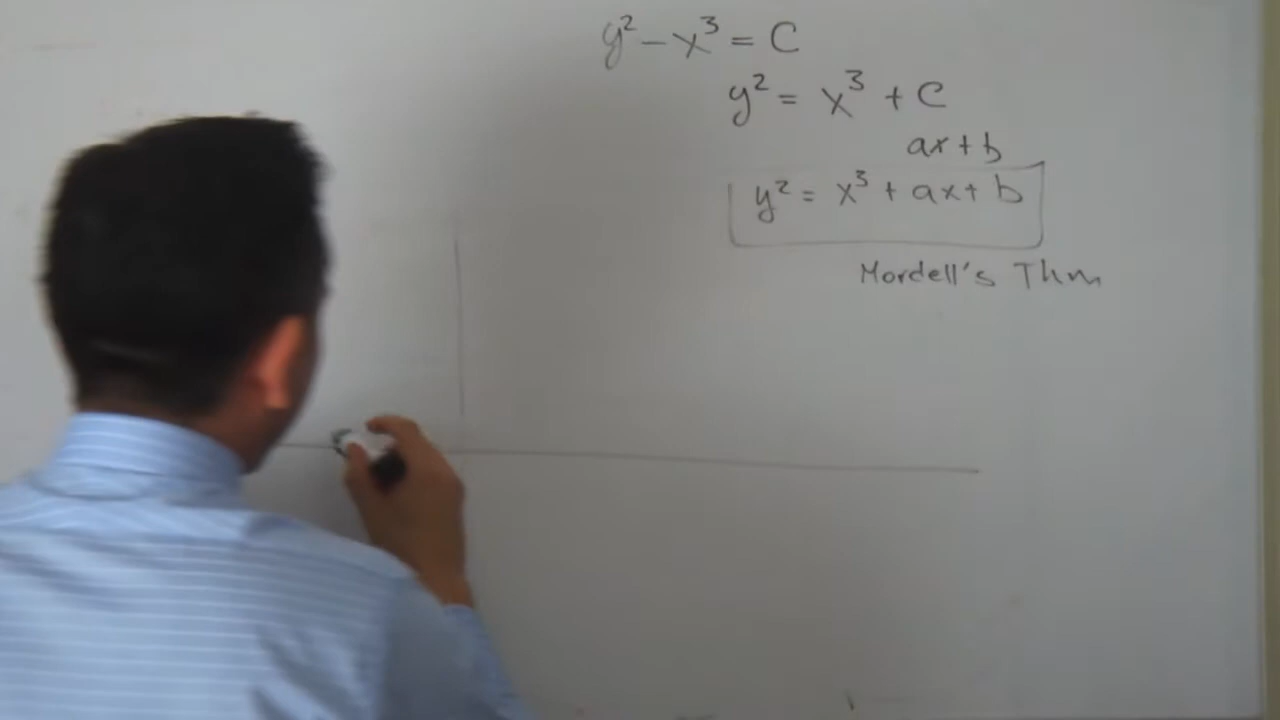 y² - x³ = C
y² = x³ + C
ax + b
y² = x³ + ax + b
Mordell's Thm